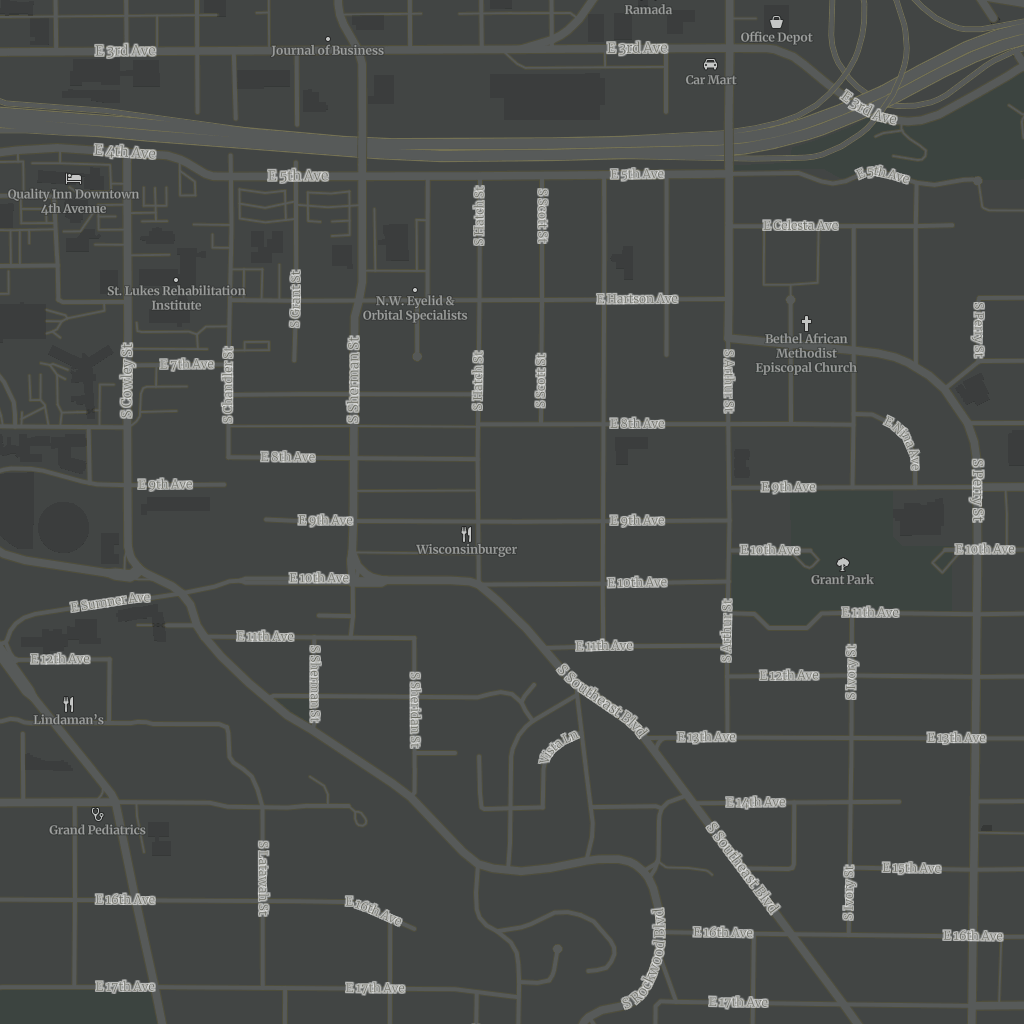 Ramada
Office Depot
E 3rd Ave
Journal of Business
E 3rd Ave
Car Mart
E 3rd Ave
E 4th Ave
E 5th Ave
E 5th Ave
E 5th Ave
Quality Inn Downtown
4th Avenue
S Hatch St
S Scott St
E Celesta Ave
St. Lukes Rehabilitation
Institute
S Grant St
N.W. Eyelid &
Orbital Specialists
E Hartson Ave
Bethel African
Methodist
Episcopal Church
S Perry St
S Cowley St
E 7th Ave
S Chandler St
S Sherman St
S Hatch St
S Scott St
S Arthur St
E 8th Ave
E Nina Ave
E 8th Ave
E 9th Ave
E 9th Ave
S Perry St
E 9th Ave
E 9th Ave
Wisconsinburger
E 10th Ave
E 10th Ave
Grant Park
E 10th Ave
E 10th Ave
E Sumner Ave
E 11th Ave
E 11th Ave
E 11th Ave
S Arthur St
E 12th Ave
S Sherman St
S Sheridan St
S Southeast Blvd
E 12th Ave
S Ivory St
Lindaman's
Vista Ln
E 13th Ave
E 13th Ave
E 14th Ave
Grand Pediatrics
S Latawah St
S Southeast Blvd
S Ivory St
E 15th Ave
E 16th Ave
E 16th Ave
E 16th Ave
E 16th Ave
S Rockwood Blvd
E 17th Ave
E 17th Ave
E 17th Ave